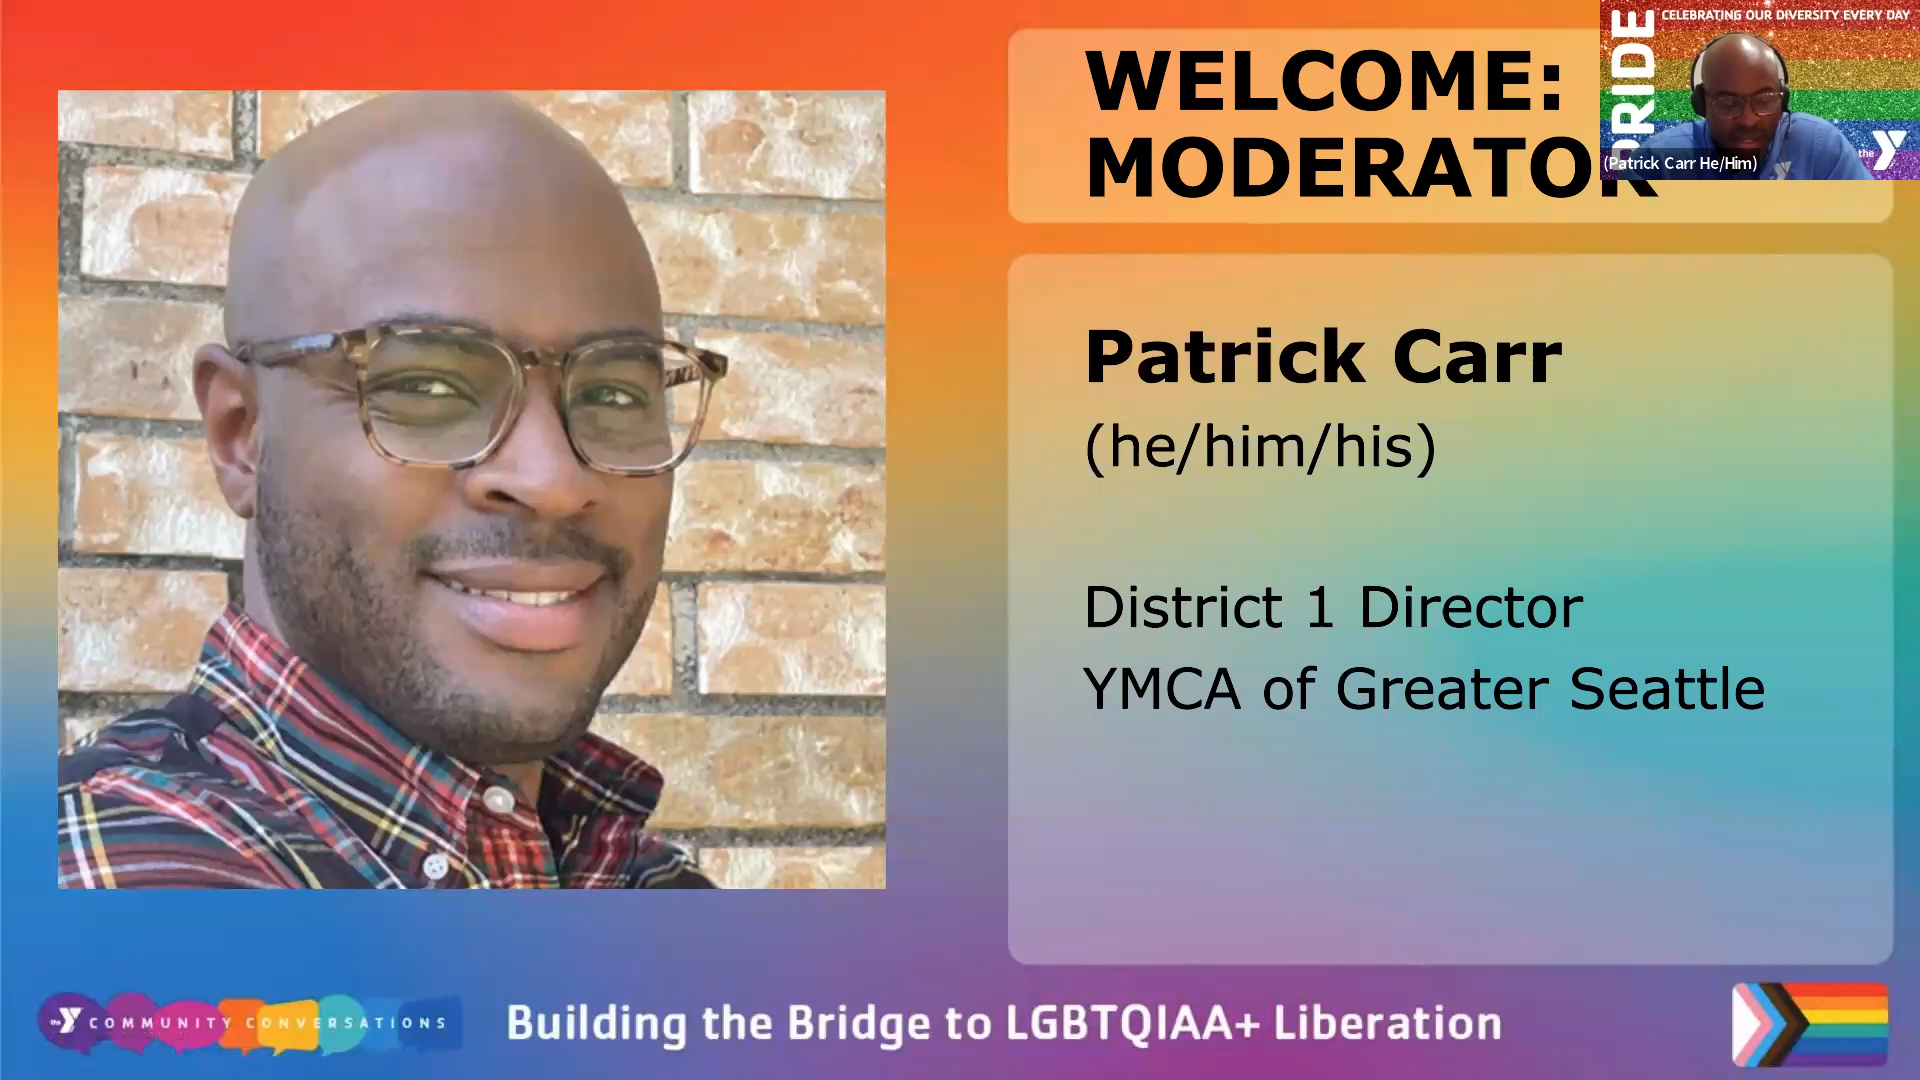 WELCOME:
MODERATOR
PRIDE
CELEBRATING OUR DIVERSITY EVERY DAY
(Patrick Carr He/Him)
the Y
Patrick Carr
(he/him/his)
District 1 Director
YMCA of Greater Seattle
the Y COMMUNITY CONVERSATIONS
Building the Bridge to LGBTQIAA+ Liberation